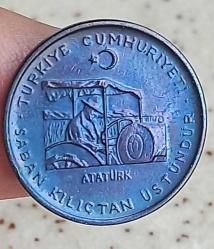 TÜRKİYE CUMHURİYETİ
ATATÜRK
SABAN KILIÇTAN ÜSTÜNDÜR